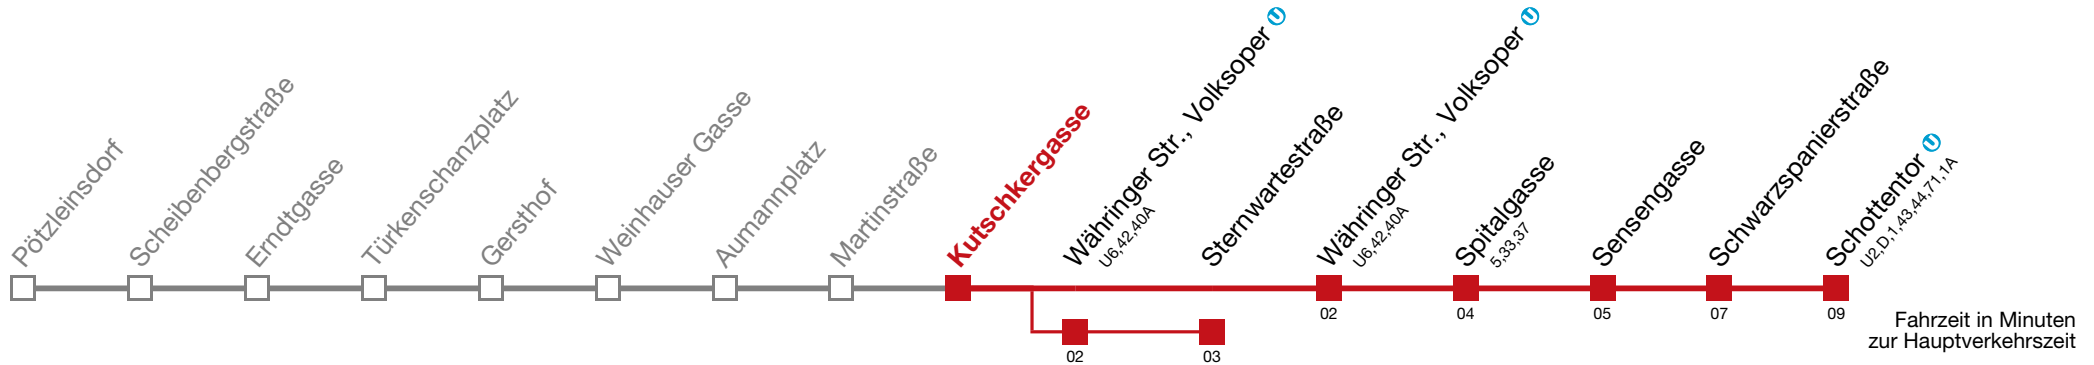 Pötzleinsdorf
Scheibenbergstraße
Erndtgasse
Türkenschanzplatz
Gersthof
Weinhauser Gasse
Aumannplatz
Martinstraße
Kutschkergasse
Währinger Str., Volksoper U
U6,42,40A
Sternwartestraße
Währinger Str., Volksoper U
U6,42,40A
Spitalgasse
5,33,37
Sensengasse
Schwarzspanierstraße
Schottentor U
U2,D,1,43,44,71,1A
02
04
05
07
09
02
03
Fahrzeit in Minuten
zur Hauptverkehrszeit